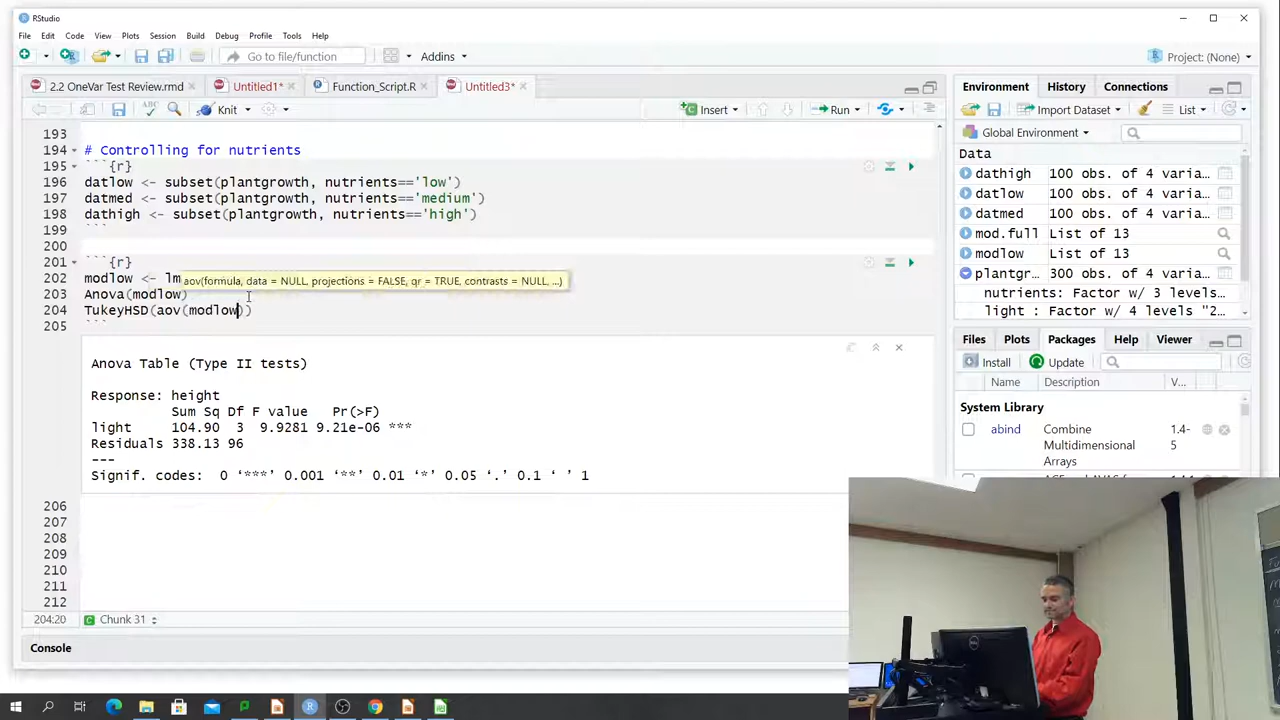 RStudio
File Edit Code View Plots Session Build Debug Profile Tools Help
Go to file/function Addins Project: (None)
2.2 OneVar Test Review.rmd Untitled1* Function_Script.R Untitled3*
Knit Insert Run
193
194 # Controlling for nutrients
195 ```{r}
196 datlow <- subset(plantgrowth, nutrients=='low')
197 datmed <- subset(plantgrowth, nutrients=='medium')
198 dathigh <- subset(plantgrowth, nutrients=='high')
199 ```
200
201 ```{r}
202 modlow <- lm
aov(formula, data = NULL, projections = FALSE, qr = TRUE, contrasts = NULL, ...)
203 Anova(modlow)
204 TukeyHSD(aov(modlow))
205 ```
Anova Table (Type II tests)
Response: height
Sum Sq Df F value Pr(>F)
light 104.90 3 9.9281 9.21e-06 ***
Residuals 338.13 96
---
Signif. codes: 0 ‘***’ 0.001 ‘**’ 0.01 ‘*’ 0.05 ‘.’ 0.1 ‘ ’ 1
206
207
208
209
210
211
212
204:20 Chunk 31
Console
Environment History Connections
Import Dataset List
Global Environment
Data
dathigh 100 obs. of 4 varia…
datlow 100 obs. of 4 varia…
datmed 100 obs. of 4 varia…
mod.full List of 13
modlow List of 13
plantgr… 300 obs. of 4 varia…
nutrients: Factor w/ 3 levels…
light : Factor w/ 4 levels "2…
Files Plots Packages Help Viewer
Install Update
Name Description V...
System Library
abind Combine Multidimensional Arrays 1.4-5